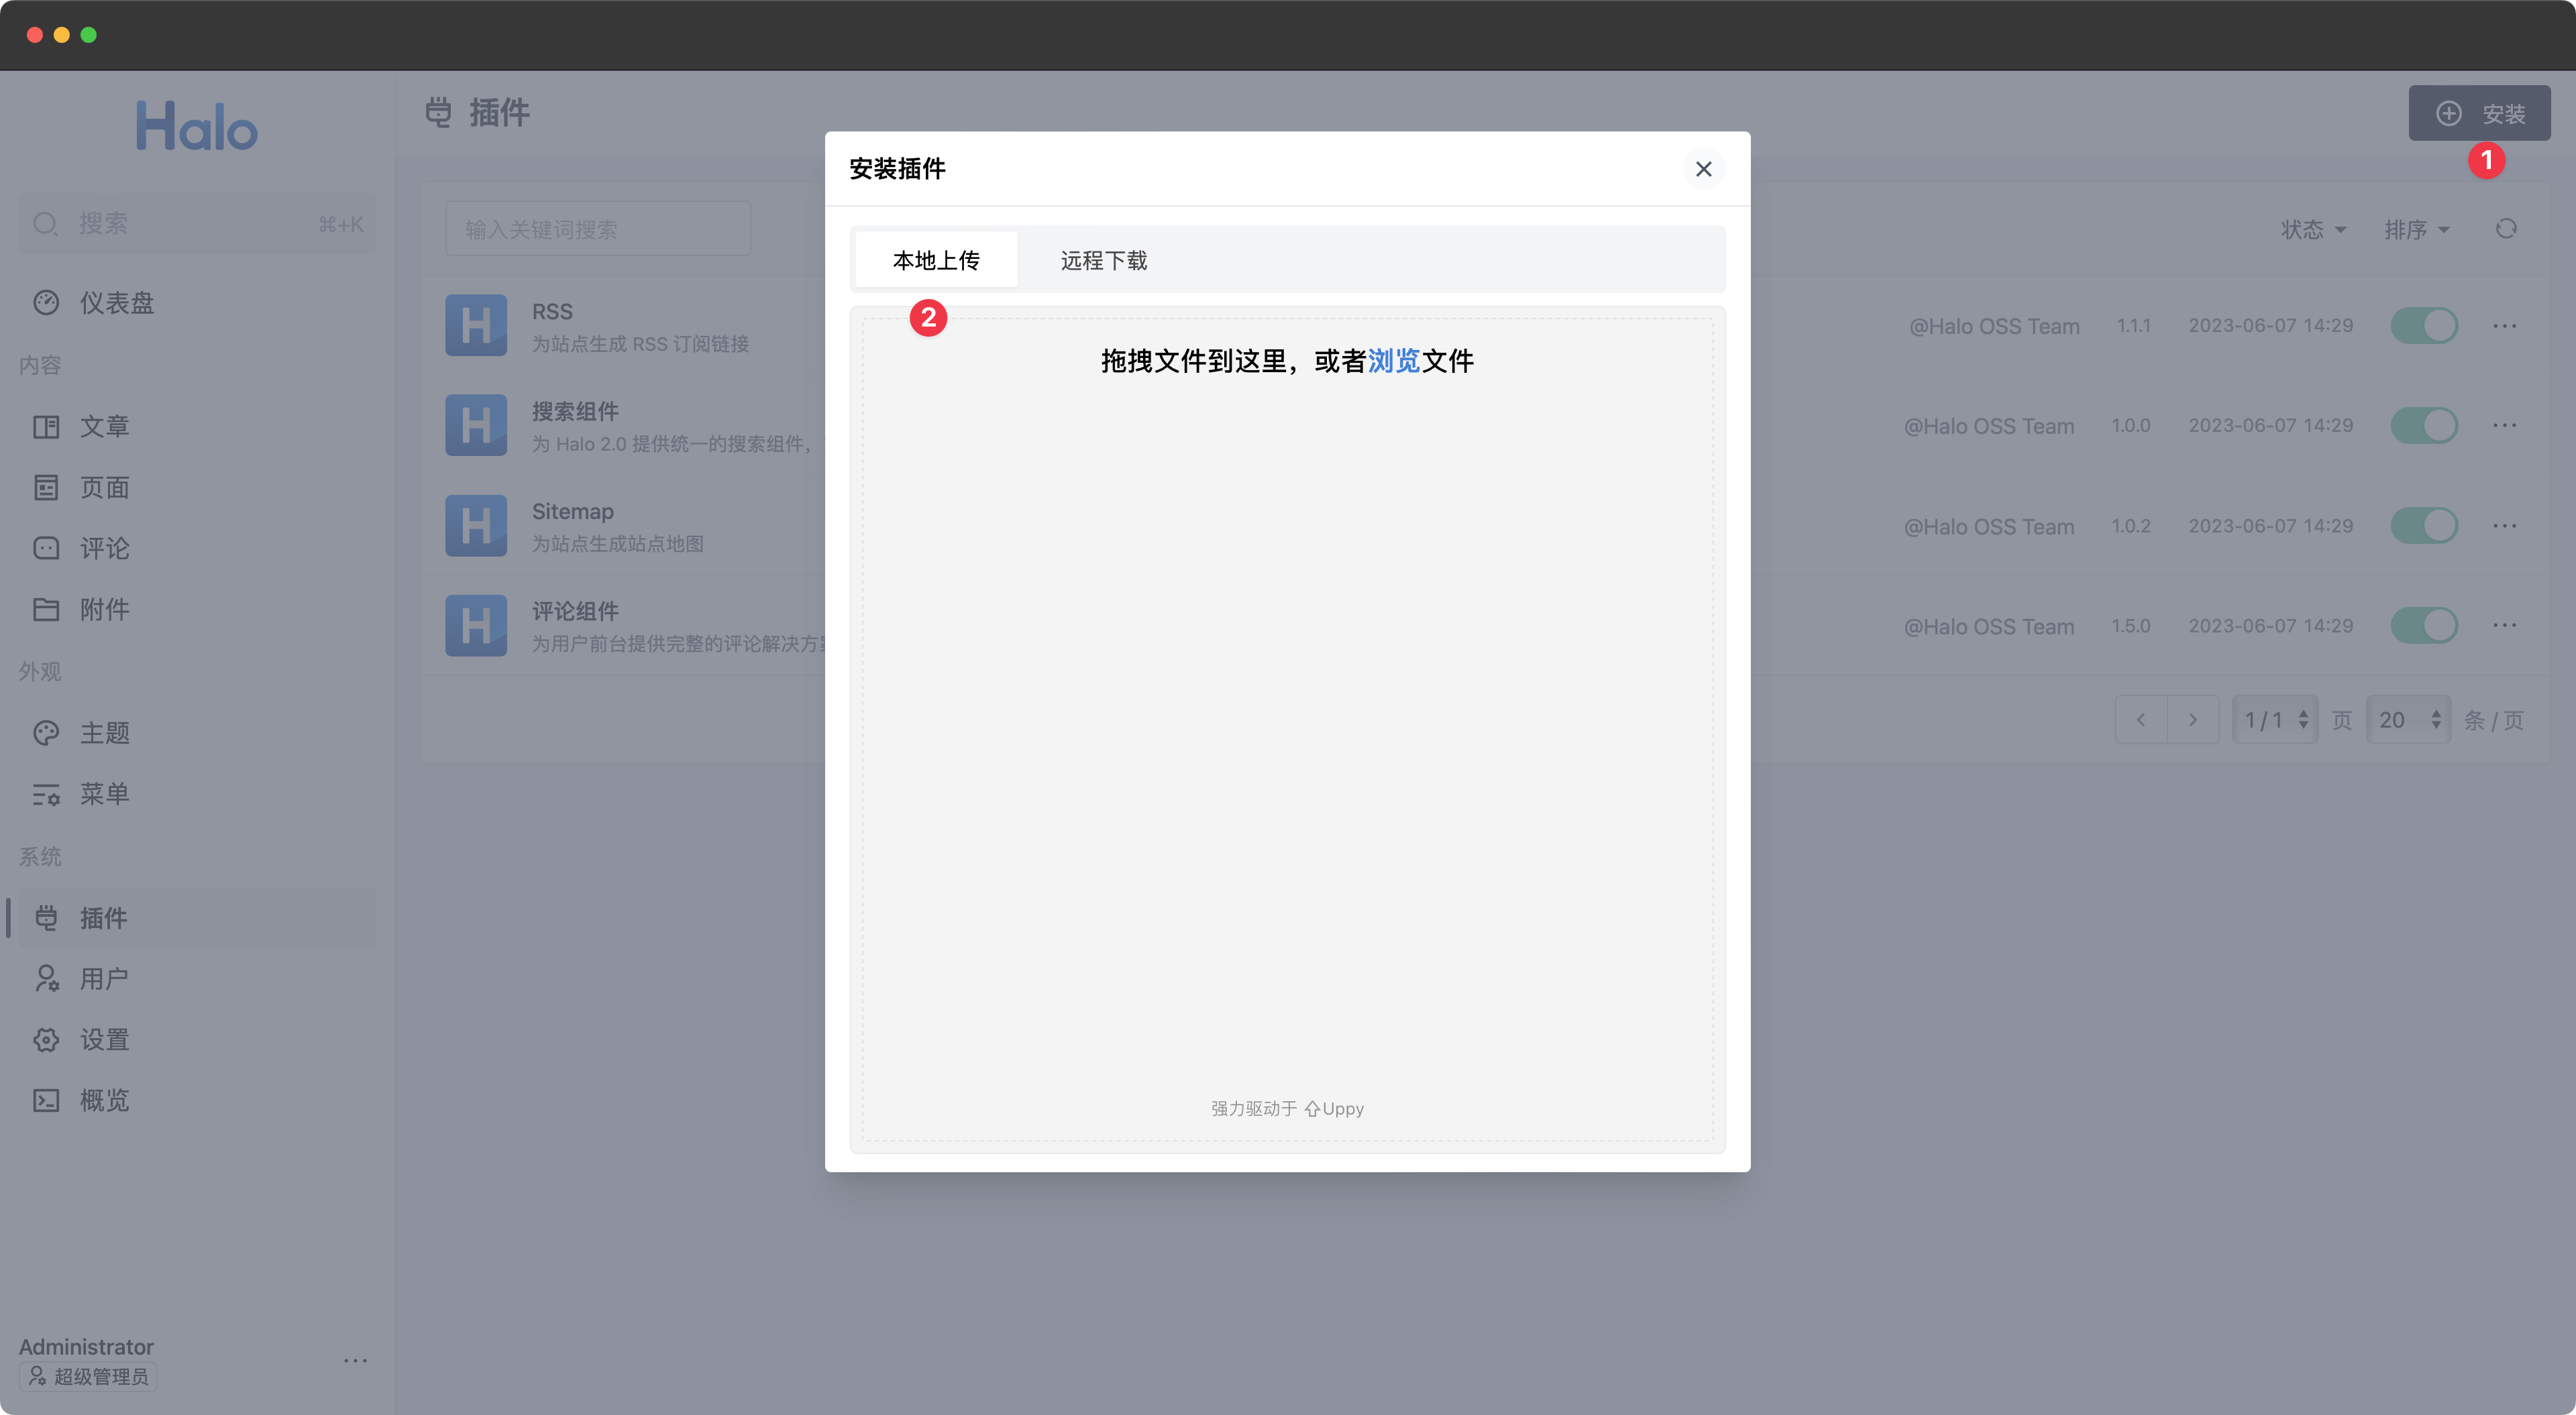 Halo
搜索 ⌘+K
仪表盘
内容
文章
页面
评论
附件
外观
主题
菜单
系统
插件
用户
设置
概览
Administrator
超级管理员
插件
安装
1
输入关键词搜索
状态 排序
RSS
为站点生成 RSS 订阅链接
@Halo OSS Team 1.1.1 2023-06-07 14:29
搜索组件
为 Halo 2.0 提供统一的搜索组件,
@Halo OSS Team 1.0.0 2023-06-07 14:29
Sitemap
为站点生成站点地图
@Halo OSS Team 1.0.2 2023-06-07 14:29
评论组件
为用户前台提供完整的评论解决方
@Halo OSS Team 1.5.0 2023-06-07 14:29
1 / 1 页 20 条 / 页
安装插件
本地上传 远程下载
2
拖拽文件到这里，或者浏览文件
强力驱动于 Uppy